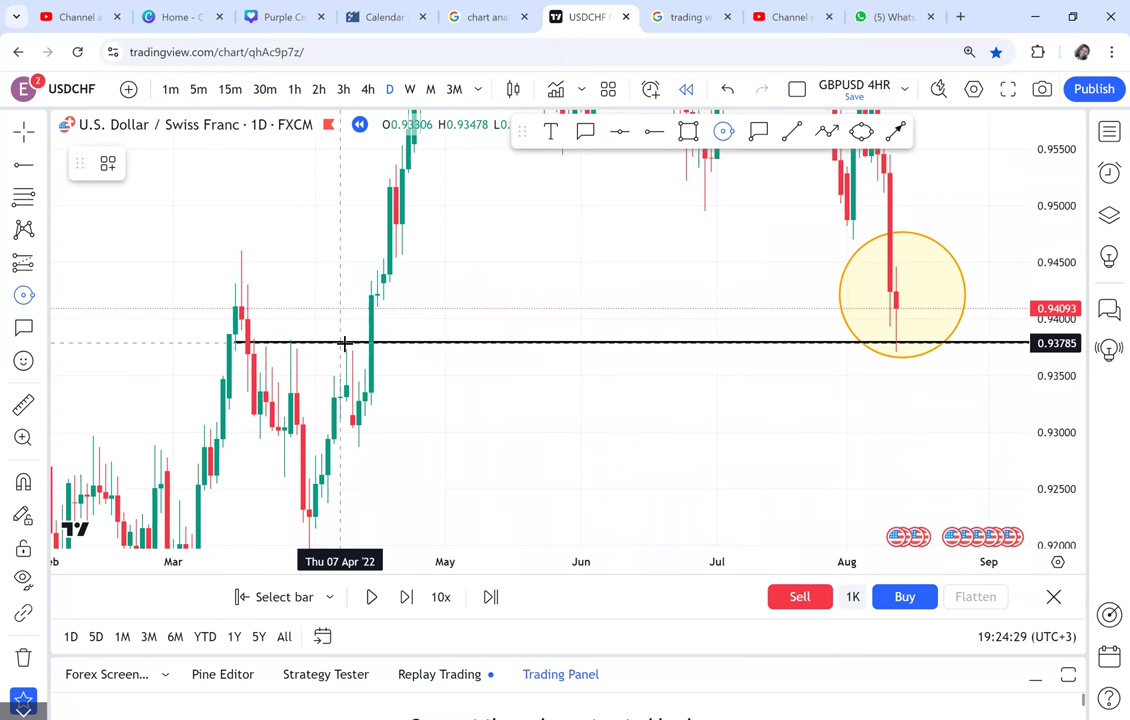 Channel a
Home - C
Purple Cr
Calendar
chart anal
USDCHF
trading w
Channel a
(5) Whats
tradingview.com/chart/qhAc9p7z/
E 2 USDCHF 1m 5m 15m 30m 1h 2h 3h 4h D W M 3M GBPUSD 4HR Save Publish
U.S. Dollar / Swiss Franc · 1D · FXCM O0.93806 H0.93478 L0.
T
0.95500
0.95000
0.94500
0.94093
0.94000
0.93785
0.93500
0.93000
0.92500
0.92000
eb Mar Thu 07 Apr '22 May Jun Jul Aug Sep
Select bar 10x Sell 1K Buy Flatten
1D 5D 1M 3M 6M YTD 1Y 5Y All 19:24:29 (UTC+3)
Forex Screen... Pine Editor Strategy Tester Replay Trading Trading Panel